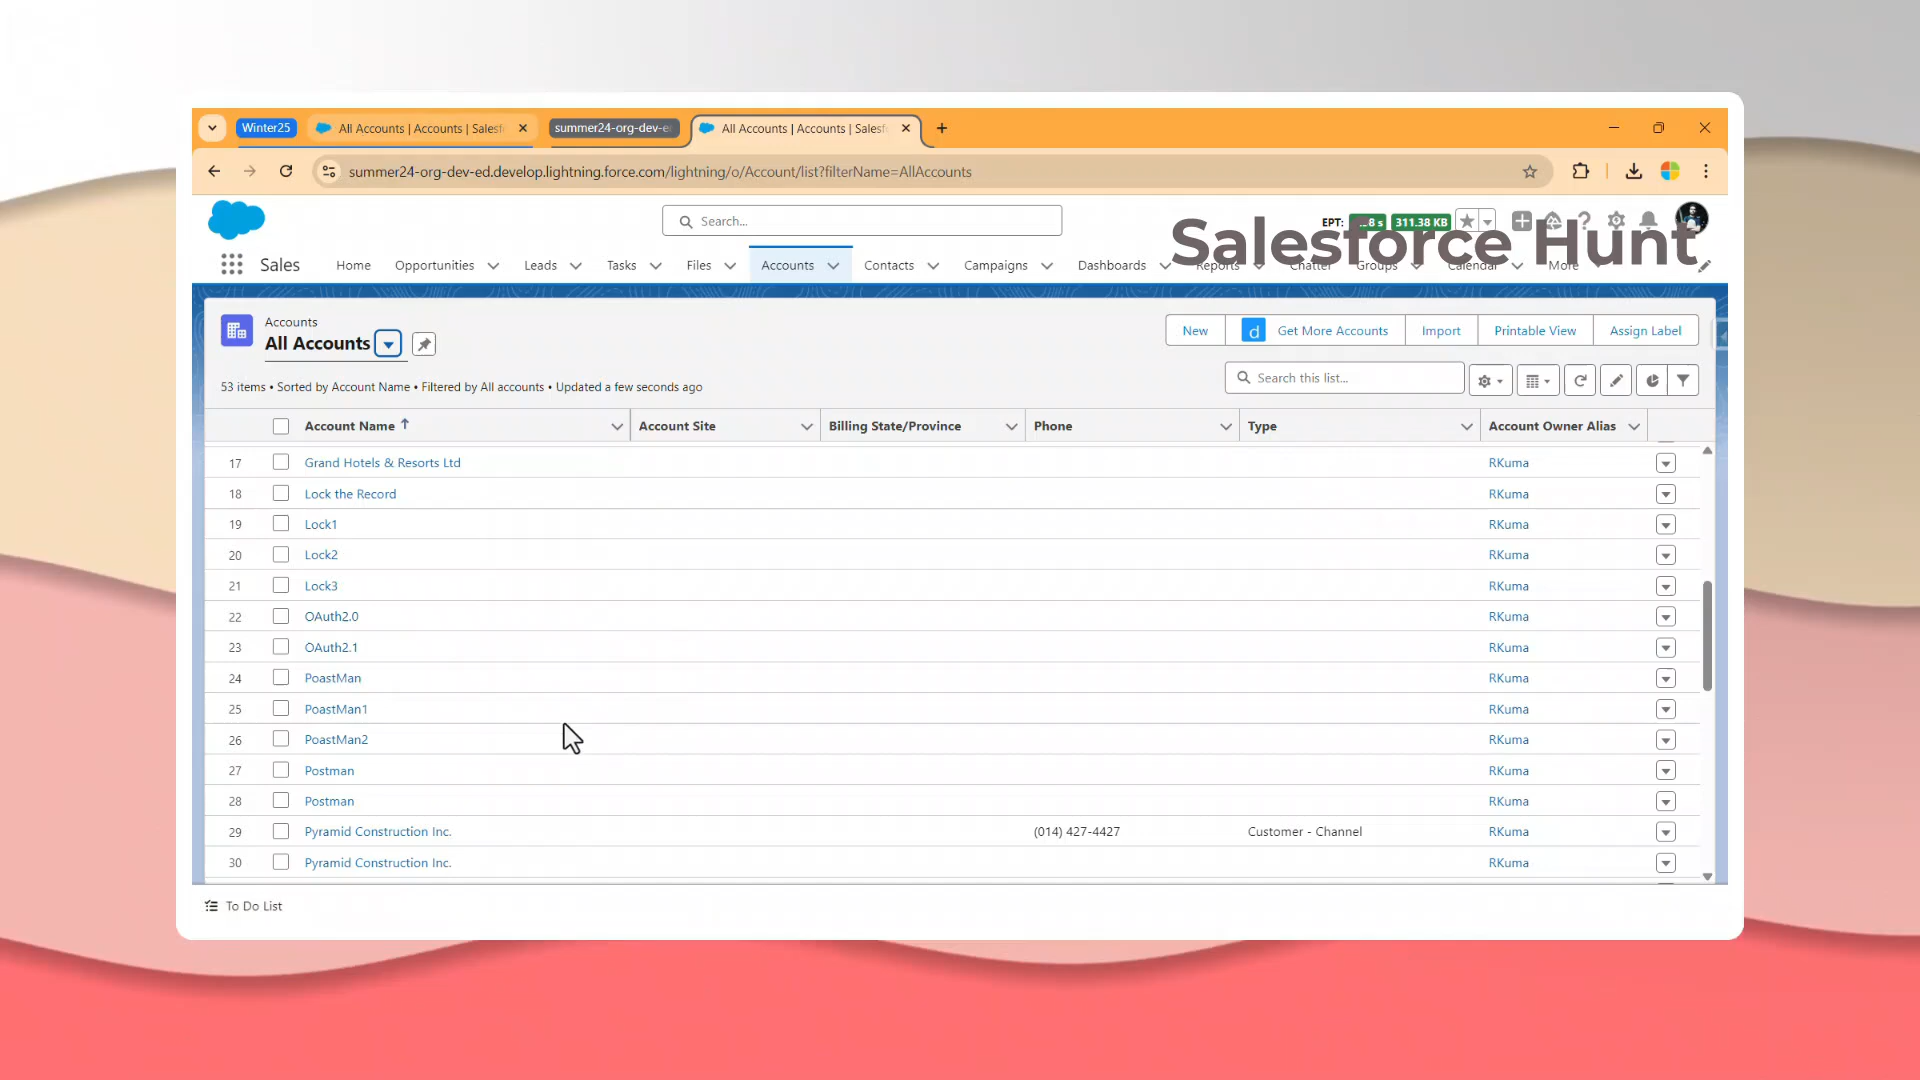 Winter25
All Accounts | Accounts | Salesf
summer24-org-dev-e
All Accounts | Accounts | Salesf
summer24-org-dev-ed.develop.lightning.force.com/lightning/o/Account/list?filterName=AllAccounts
Search...
EPT:
8 s
311.38 KB
Salesforce Hunt
Sales
Home
Opportunities
Leads
Tasks
Files
Accounts
Contacts
Campaigns
Dashboards
Reports
Chatter
Groups
Calendar
More
Accounts
All Accounts
New
d
Get More Accounts
Import
Printable View
Assign Label
53 items • Sorted by Account Name • Filtered by All accounts • Updated a few seconds ago
Search this list...
Account Name
Account Site
Billing State/Province
Phone
Type
Account Owner Alias
17 Grand Hotels & Resorts Ltd RKuma
18 Lock the Record RKuma
19 Lock1 RKuma
20 Lock2 RKuma
21 Lock3 RKuma
22 OAuth2.0 RKuma
23 OAuth2.1 RKuma
24 PoastMan RKuma
25 PoastMan1 RKuma
26 PoastMan2 RKuma
27 Postman RKuma
28 Postman RKuma
29 Pyramid Construction Inc. (014) 427-4427 Customer - Channel RKuma
30 Pyramid Construction Inc. RKuma
To Do List